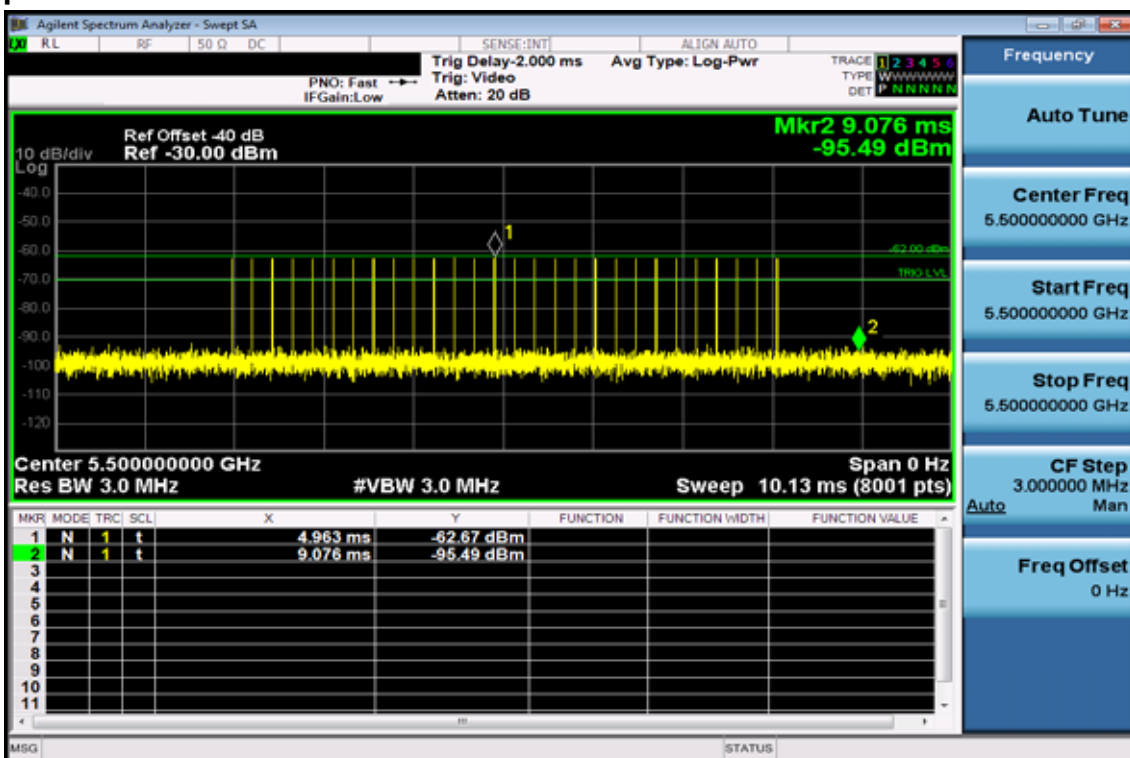 Agilent Spectrum Analyzer - Swept SA
LXI RL RF 50 Ω DC SENSE:INT ALIGN AUTO
Trig Delay-2.000 ms Avg Type: Log-Pwr TRACE 1 2 3 4 5 6
PNO: Fast Trig: Video TYPE WWWWWW
IFGain:Low Atten: 20 dB DET P N N N N N
Frequency
Auto Tune
Mkr2 9.076 ms
Ref Offset -40 dB
10 dB/div Ref -30.00 dBm -95.49 dBm
Log
-40.0
-50.0
-60.0
-70.0
-80.0
-90.0
-100
-110
-120
1
-62.00 dBm
TRIG LVL
2
Center 5.500000000 GHz Span 0 Hz
Res BW 3.0 MHz #VBW 3.0 MHz Sweep 10.13 ms (8001 pts)
MKR MODE TRC SCL X Y FUNCTION FUNCTION WIDTH FUNCTION VALUE
1 N 1 t 4.963 ms -62.67 dBm
2 N 1 t 9.076 ms -95.49 dBm
3
4
5
6
7
8
9
10
11
Center Freq
5.500000000 GHz
Start Freq
5.500000000 GHz
Stop Freq
5.500000000 GHz
CF Step
3.000000 MHz
Auto Man
Freq Offset
0 Hz
MSG STATUS